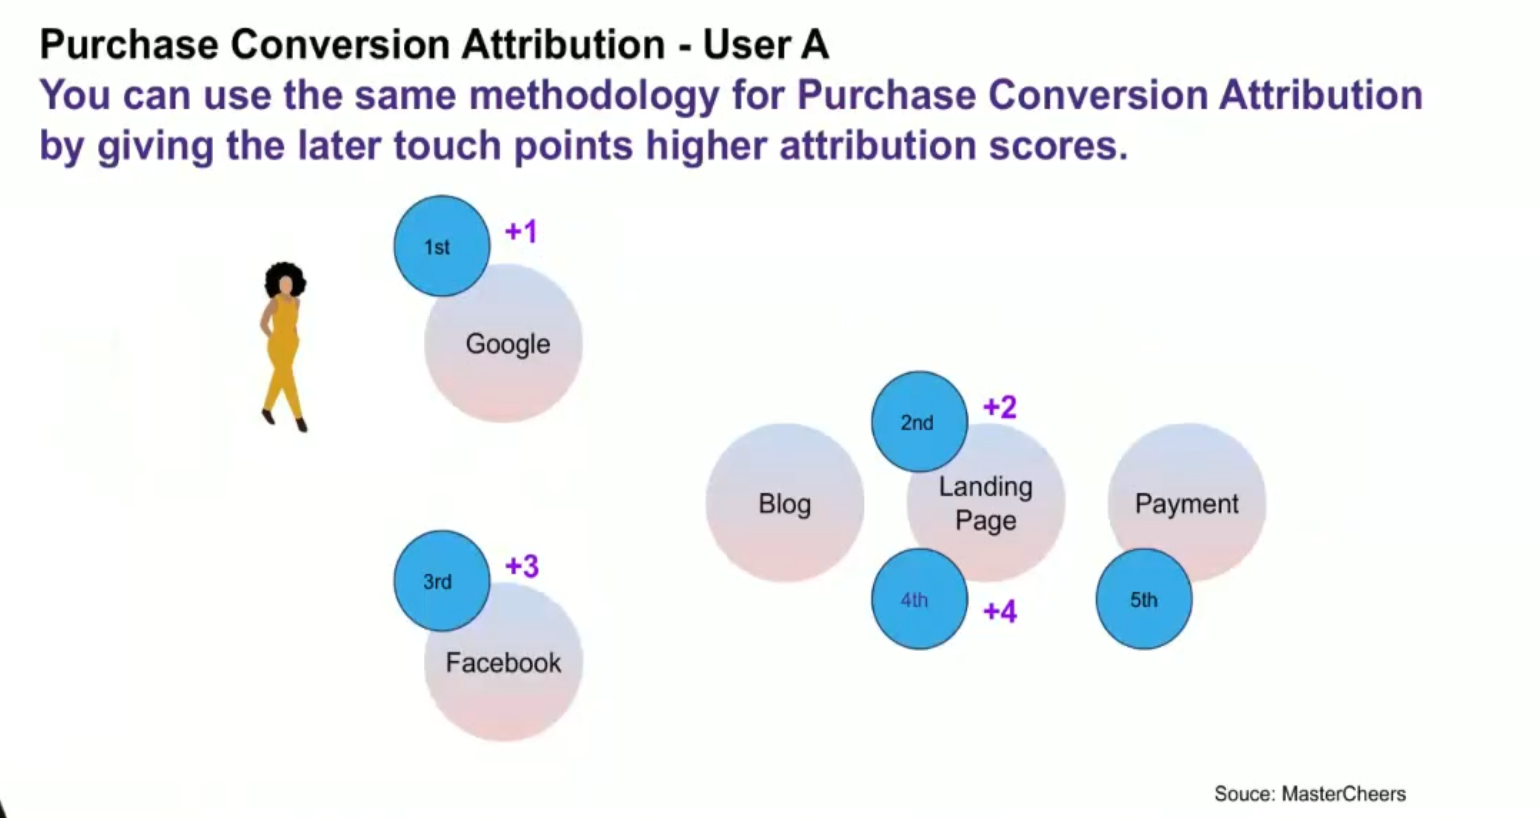 Purchase Conversion Attribution - User A
You can use the same methodology for Purchase Conversion Attribution
by giving the later touch points higher attribution scores.
1st
+1
Google
2nd
+2
Blog
Landing
Page
Payment
3rd
+3
4th
+4
5th
Facebook
Souce: MasterCheers